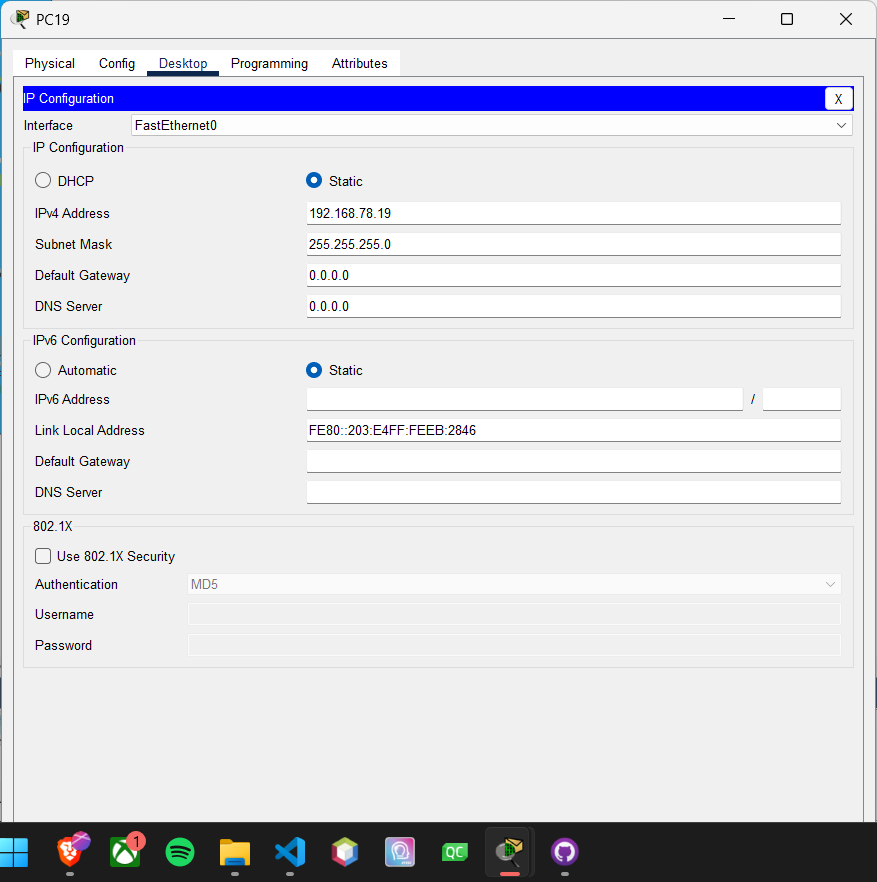 PC19
Physical Config Desktop Programming Attributes
IP Configuration X
Interface FastEthernet0
IP Configuration
DHCP Static
IPv4 Address 192.168.78.19
Subnet Mask 255.255.255.0
Default Gateway 0.0.0.0
DNS Server 0.0.0.0
IPv6 Configuration
Automatic Static
IPv6 Address /
Link Local Address FE80::203:E4FF:FEEB:2846
Default Gateway
DNS Server
802.1X
Use 802.1X Security
Authentication MD5
Username
Password
1
QC